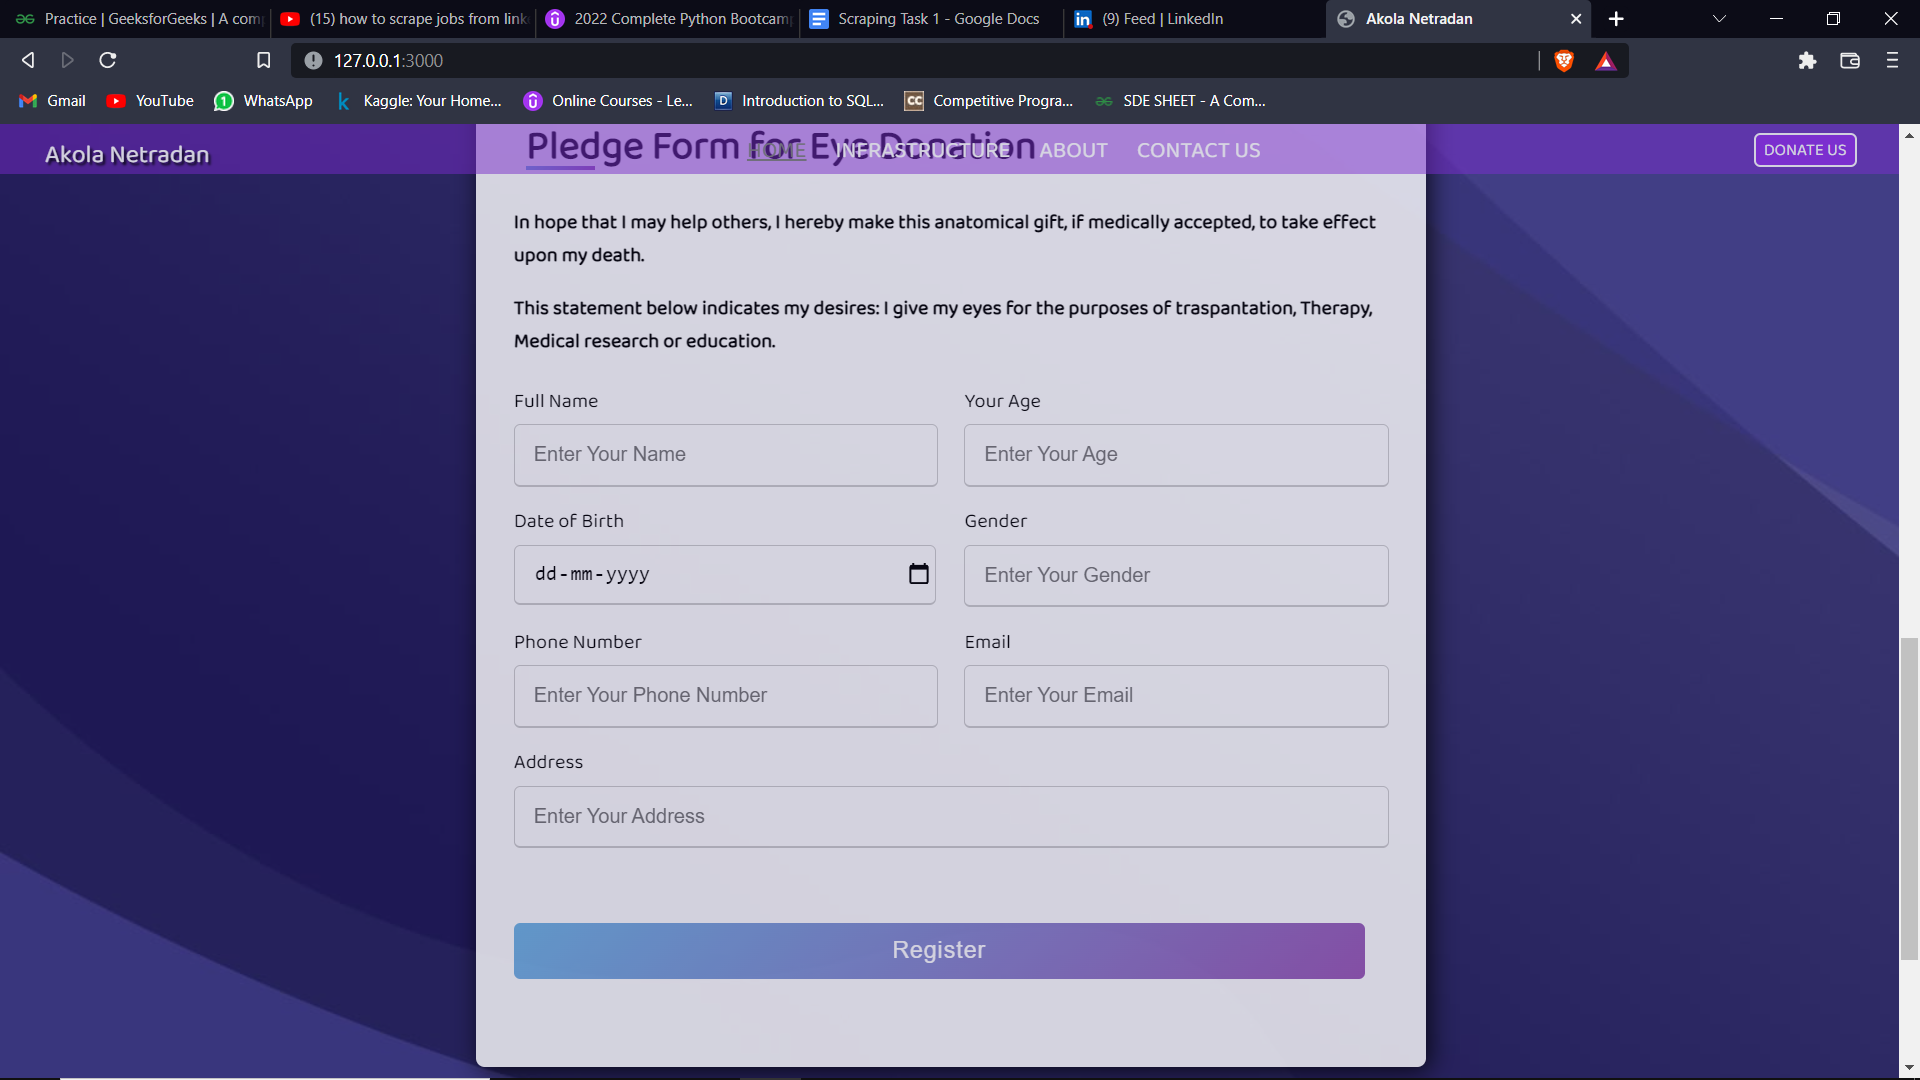 Practice | GeeksforGeeks | A com
(15) how to scrape jobs from link
2022 Complete Python Bootcamp
Scraping Task 1 - Google Docs
(9) Feed | LinkedIn
Akola Netradan
127.0.0.1:3000
Gmail
YouTube
WhatsApp
Kaggle: Your Home...
Online Courses - Le...
Introduction to SQL...
Competitive Progra...
SDE SHEET - A Com...
Akola Netradan
Pledge Form for Eye Donation
HOME
INFRASTRUCTURE
ABOUT
CONTACT US
DONATE US
In hope that I may help others, I hereby make this anatomical gift, if medically accepted, to take effect
upon my death.
This statement below indicates my desires: I give my eyes for the purposes of traspantation, Therapy,
Medical research or education.
Full Name
Your Age
Enter Your Name
Enter Your Age
Date of Birth
Gender
dd-mm-yyyy
Enter Your Gender
Phone Number
Email
Enter Your Phone Number
Enter Your Email
Address
Enter Your Address
Register